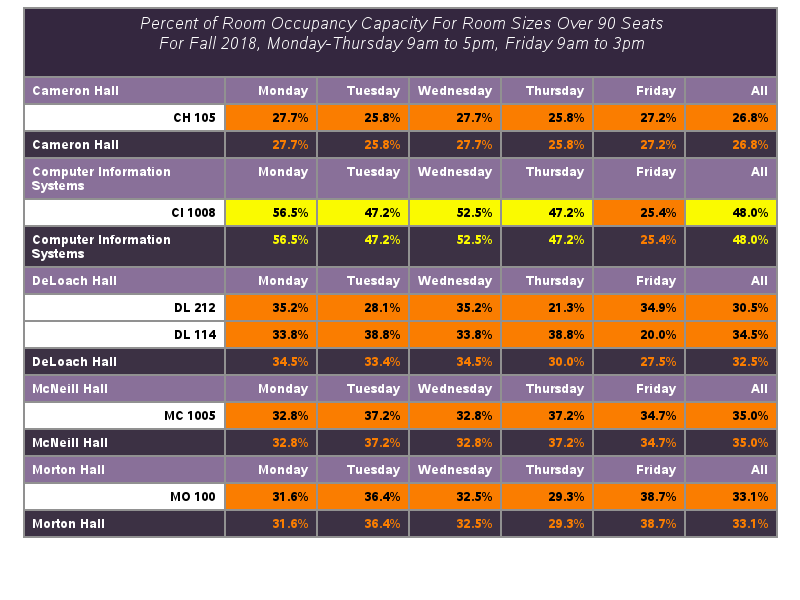 Percent of Room Occupancy Capacity For Room Sizes Over 90 Seats
For Fall 2018, Monday-Thursday 9am to 5pm, Friday 9am to 3pm
Cameron Hall Monday Tuesday Wednesday Thursday Friday All
CH 105 27.7% 25.8% 27.7% 25.8% 27.2% 26.8%
Cameron Hall 27.7% 25.8% 27.7% 25.8% 27.2% 26.8%
Computer Information Monday Tuesday Wednesday Thursday Friday All
Systems
CI 1008 56.5% 47.2% 52.5% 47.2% 25.4% 48.0%
Computer Information 56.5% 47.2% 52.5% 47.2% 25.4% 48.0%
Systems
DeLoach Hall Monday Tuesday Wednesday Thursday Friday All
DL 212 35.2% 28.1% 35.2% 21.3% 34.9% 30.5%
DL 114 33.8% 38.8% 33.8% 38.8% 20.0% 34.5%
DeLoach Hall 34.5% 33.4% 34.5% 30.0% 27.5% 32.5%
McNeill Hall Monday Tuesday Wednesday Thursday Friday All
MC 1005 32.8% 37.2% 32.8% 37.2% 34.7% 35.0%
McNeill Hall 32.8% 37.2% 32.8% 37.2% 34.7% 35.0%
Morton Hall Monday Tuesday Wednesday Thursday Friday All
MO 100 31.6% 36.4% 32.5% 29.3% 38.7% 33.1%
Morton Hall 31.6% 36.4% 32.5% 29.3% 38.7% 33.1%